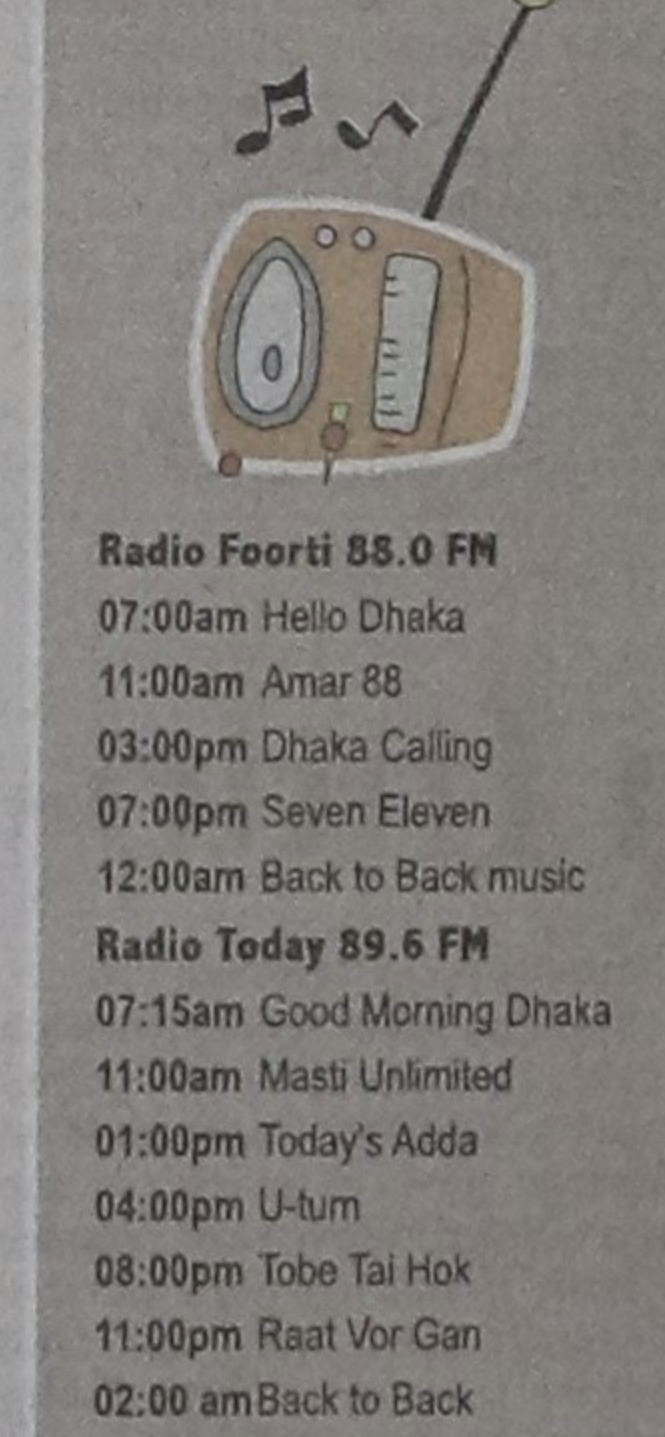 Radio Foorti 88.0 FM
07:00am Hello Dhaka
11:00am Amar 88
03:00pm Dhaka Calling
07:00pm Seven Eleven
12:00am Back to Back music
Radio Today 89.6 FM
07:15am Good Morning Dhaka
11:00am Masti Unlimited
01:00pm Today's Adda
04:00pm U-turn
08:00pm Tobe Tai Hok
11:00pm Raat Vor Gan
02:00 am Back to Back